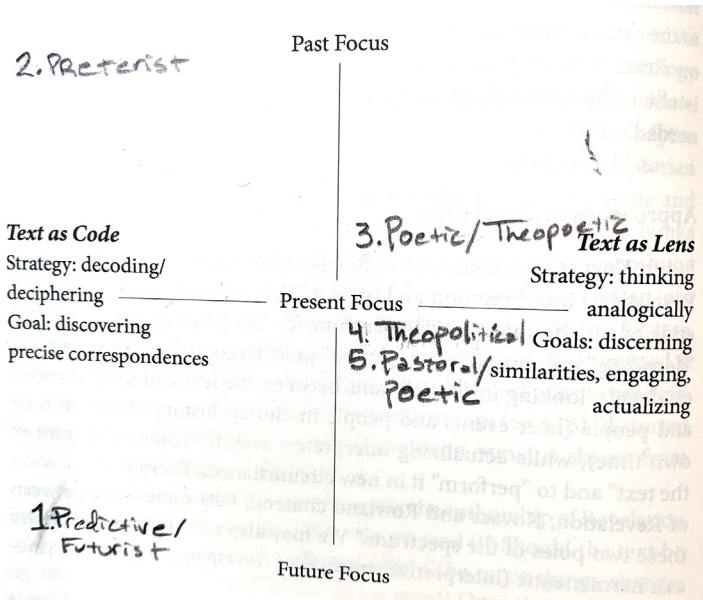 Past Focus
2. Preterist
3. Poetic/Theopoetic
Text as Code
Strategy: decoding/
deciphering
Goal: discovering
precise correspondences
Present Focus
Text as Lens
Strategy: thinking
analogically
Goals: discerning
similarities, engaging,
actualizing
4. Theopolitical
5. Pastoral/
Poetic
1. Predictive/
Futurist
Future Focus